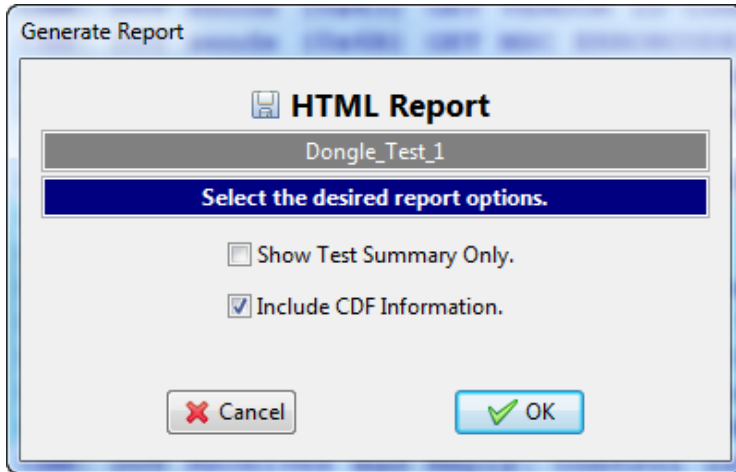 Generate Report
HTML Report
Dongle_Test_1
Select the desired report options.
Show Test Summary Only.
Include CDF Information.
Cancel
OK